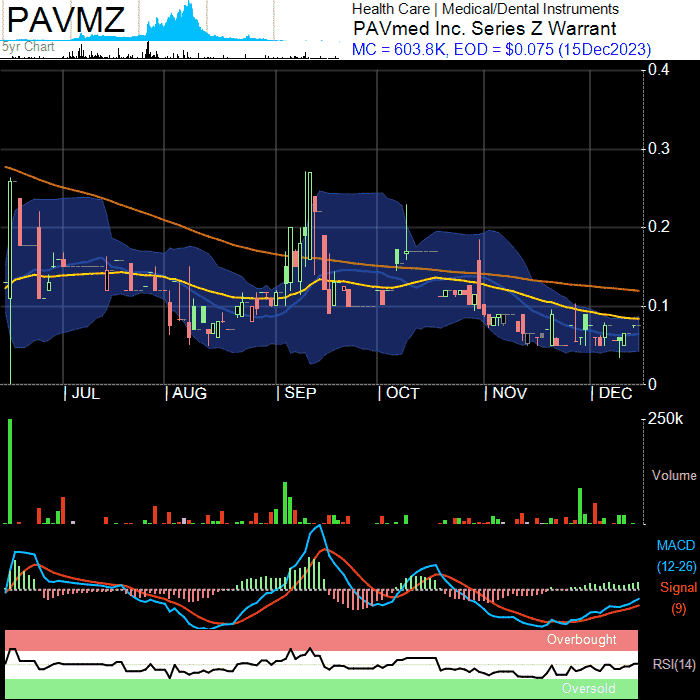 PAVMZ
5yr Chart
Health Care | Medical/Dental Instruments
PAVmed Inc. Series Z Warrant
MC = 603.8K, EOD = $0.075 (15Dec2023)
0.4
0.3
0.2
0.1
0
| JUL | AUG | SEP | OCT | NOV | DEC
250k
Volume
MACD
(12-26)
Signal
(9)
Overbought
RSI(14)
Oversold